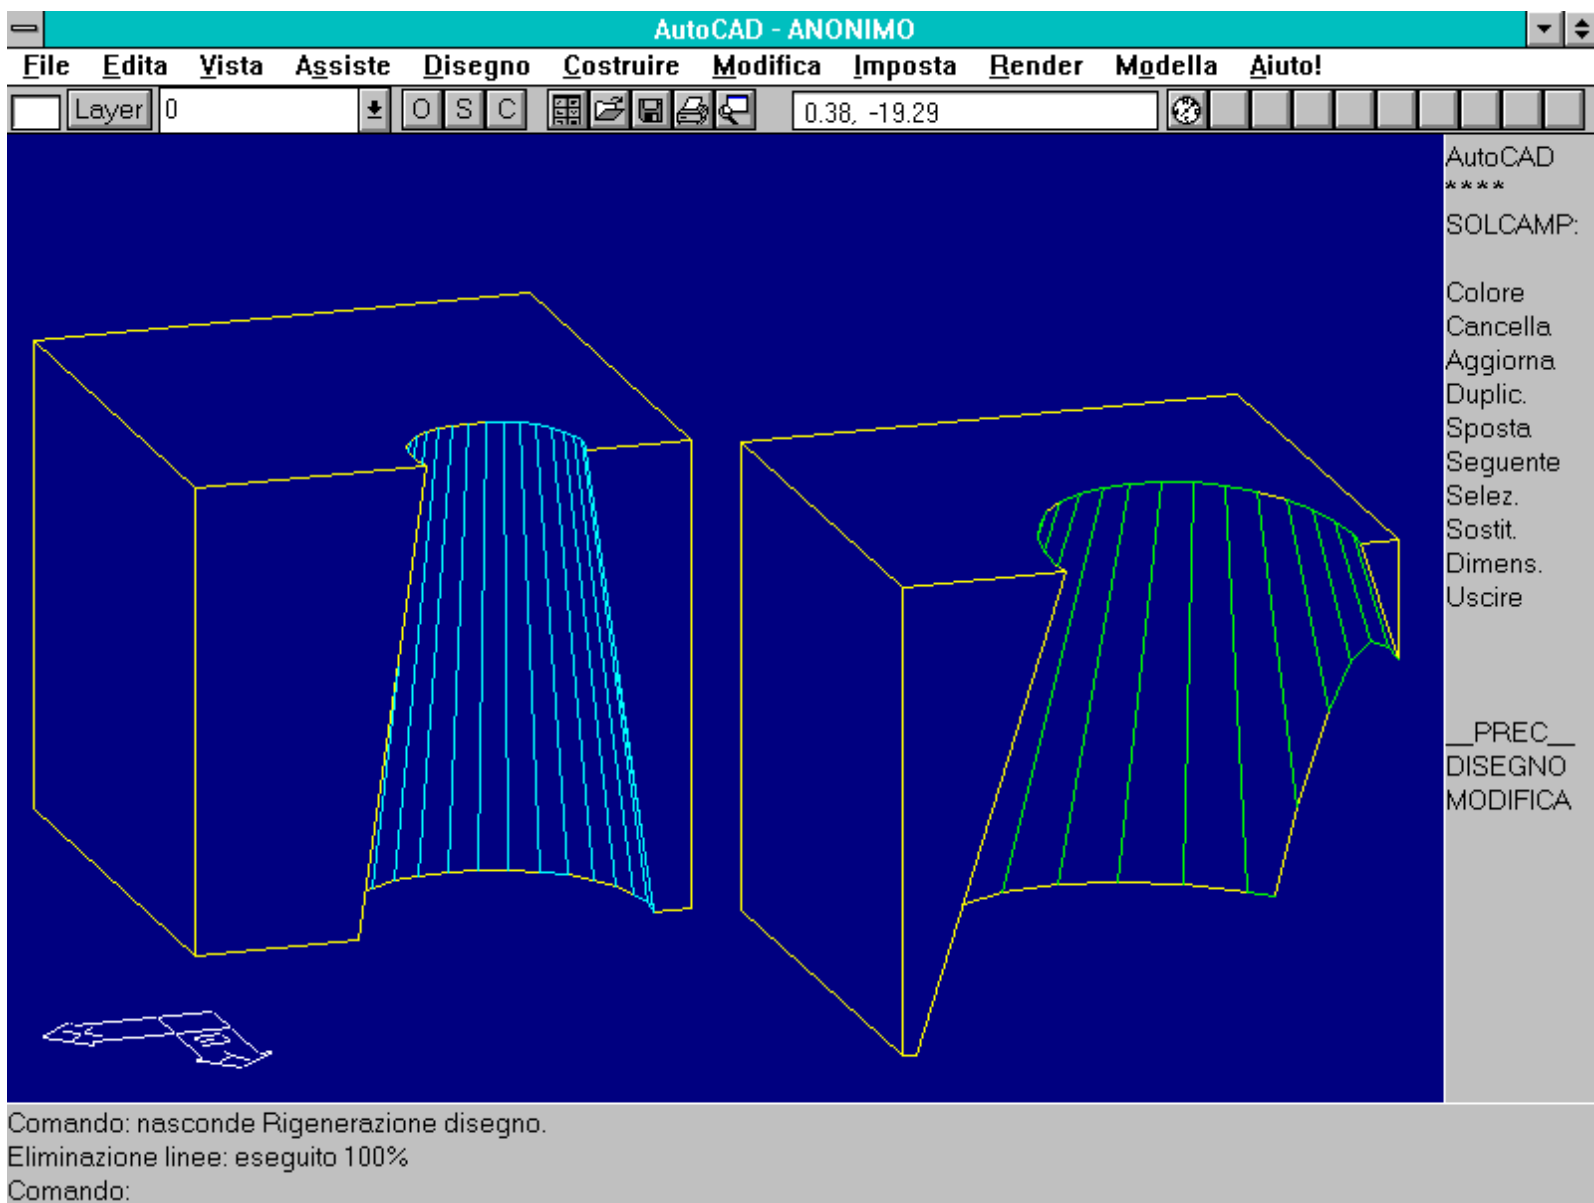 AutoCAD - ANONIMO
File Edita Vista Assiste Disegno Costruire Modifica Imposta Render Modella Aiuto!
Layer 0 O S C 0.38, -19.29
AutoCAD
****
SOLCAMP:
Colore
Cancella
Aggiorna
Duplic.
Sposta
Seguente
Selez.
Sostit.
Dimens.
Uscire
__PREC__
DISEGNO
MODIFICA
Comando: nasconde Rigenerazione disegno.
Eliminazione linee: eseguito 100%
Comando: